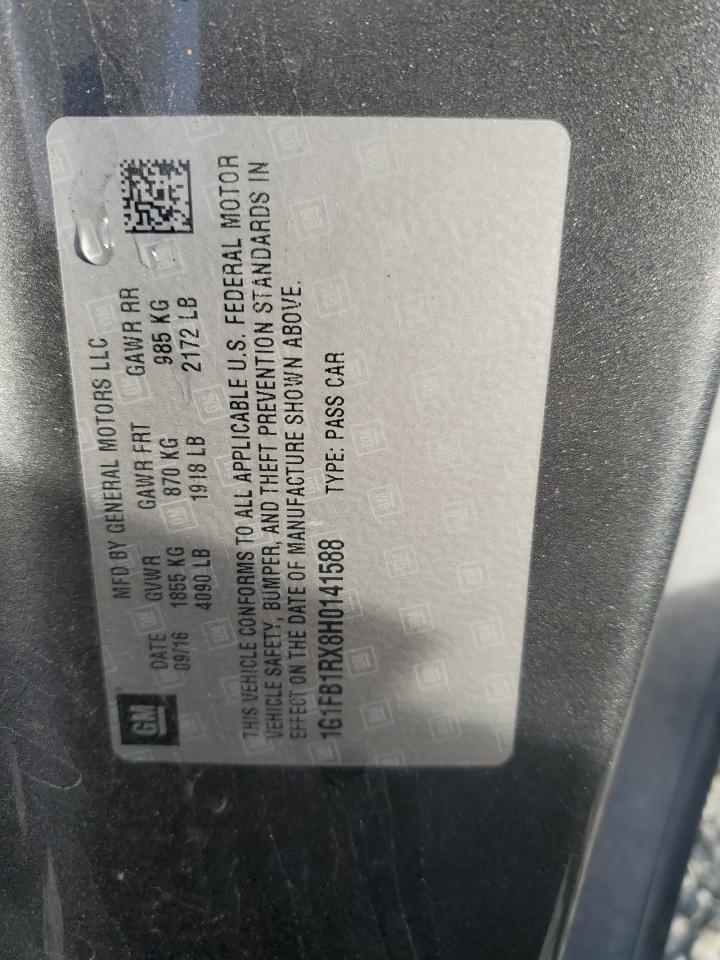 GM
MFD BY GENERAL MOTORS LLC
DATE GVWR GAWR FRT GAWR RR
09/16 1855 KG 870 KG 985 KG
4090 LB 1918 LB 2172 LB
THIS VEHICLE CONFORMS TO ALL APPLICABLE U.S. FEDERAL MOTOR
VEHICLE SAFETY, BUMPER, AND THEFT PREVENTION STANDARDS IN
EFFECT ON THE DATE OF MANUFACTURE SHOWN ABOVE.
1G1FB1RX8H0141588 TYPE: PASS CAR